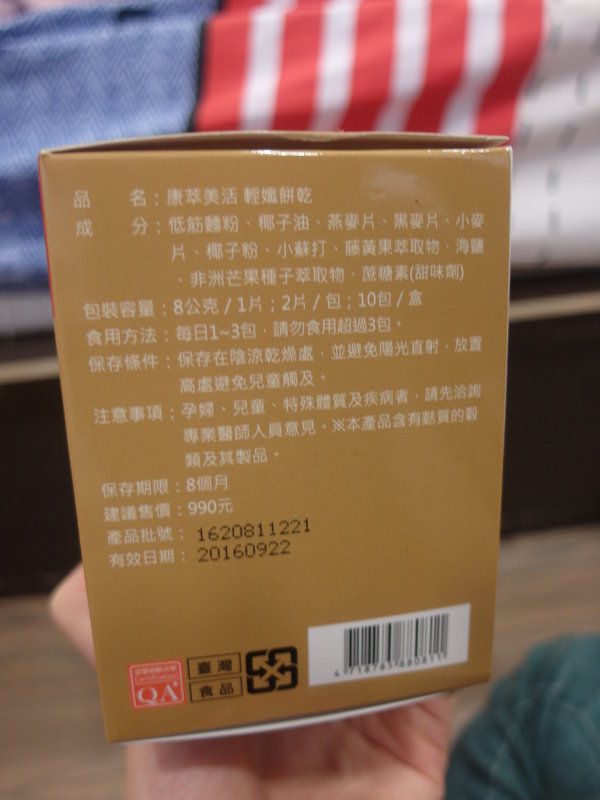 品 名：康萃美活 輕孅餅乾
成 分：低筋麵粉、椰子油、燕麥片、黑麥片、小麥
片、椰子粉、小蘇打、藤黃果萃取物、海鹽
、非洲芒果種子萃取物、蔗糖素(甜味劑)
包裝容量：8公克 / 1片；2片 / 包；10包 / 盒
食用方法：每日1~3包，請勿食用超過3包。
保存條件：保存在陰涼乾燥處，並避免陽光直射，放置
高處避免兒童觸及。
注意事項：孕婦、兒童、特殊體質及疾病者，請先洽詢
專業醫師人員意見。※本產品含有麩質的穀
類及其製品。
保存期限：8個月
建議售價：990元
產品批號：1620811221
有效日期：20160922
Certification
QA+
臺灣
食品